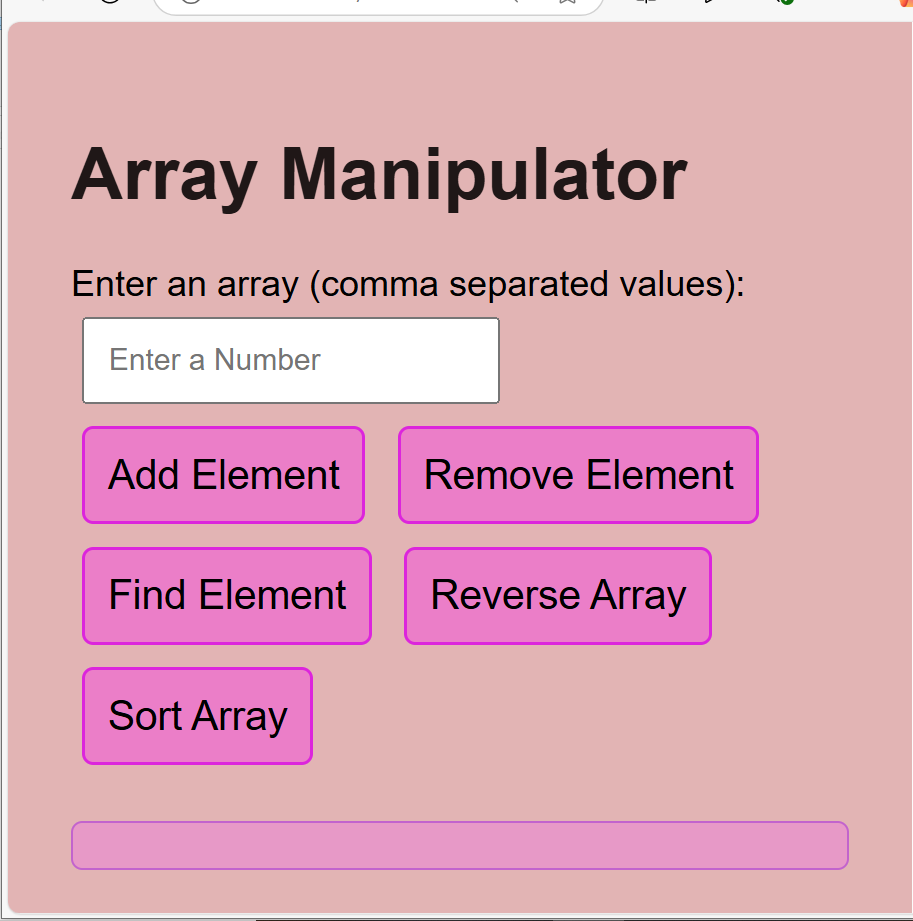 Array Manipulator
Enter an array (comma separated values):
Enter a Number
Add Element Remove Element
Find Element Reverse Array
Sort Array